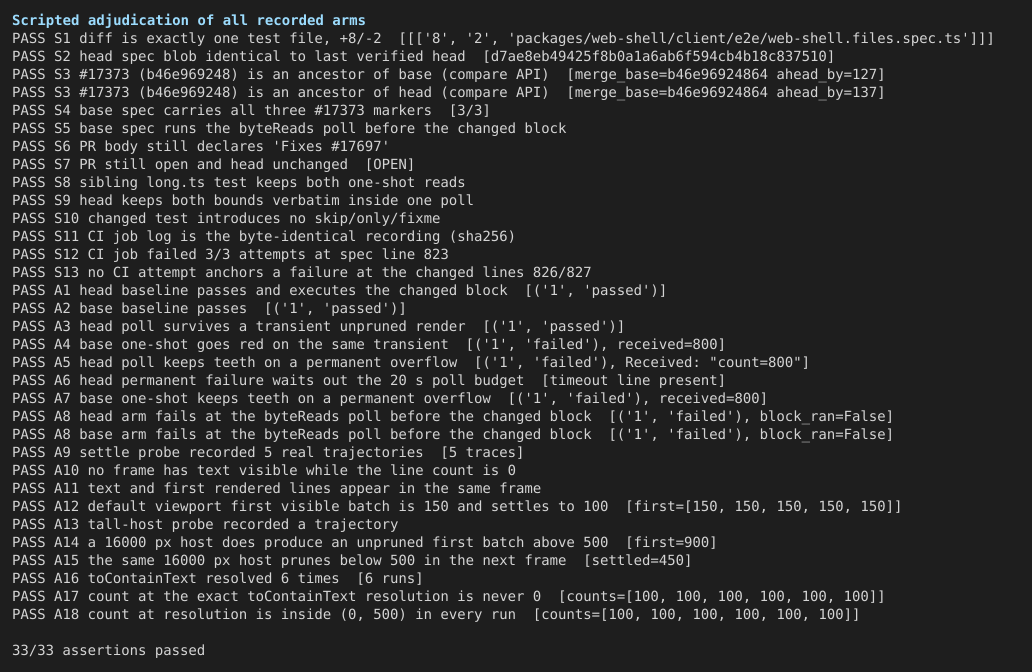 Scripted adjudication of all recorded arms
PASS S1 diff is exactly one test file, +8/-2  [[['8', '2', 'packages/web-shell/client/e2e/web-shell.files.spec.ts']]]
PASS S2 head spec blob identical to last verified head  [d7ae8eb49425f8b0a1a6ab6f594cb4b18c837510]
PASS S3 #17373 (b46e969248) is an ancestor of base (compare API)  [merge_base=b46e96924864 ahead_by=127]
PASS S3 #17373 (b46e969248) is an ancestor of head (compare API)  [merge_base=b46e96924864 ahead_by=137]
PASS S4 base spec carries all three #17373 markers  [3/3]
PASS S5 base spec runs the byteReads poll before the changed block
PASS S6 PR body still declares 'Fixes #17697'
PASS S7 PR still open and head unchanged  [OPEN]
PASS S8 sibling long.ts test keeps both one-shot reads
PASS S9 head keeps both bounds verbatim inside one poll
PASS S10 changed test introduces no skip/only/fixme
PASS S11 CI job log is the byte-identical recording (sha256)
PASS S12 CI job failed 3/3 attempts at spec line 823
PASS S13 no CI attempt anchors a failure at the changed lines 826/827
PASS A1 head baseline passes and executes the changed block  [('1', 'passed')]
PASS A2 base baseline passes  [('1', 'passed')]
PASS A3 head poll survives a transient unpruned render  [('1', 'passed')]
PASS A4 base one-shot goes red on the same transient  [('1', 'failed'), received=800]
PASS A5 head poll keeps teeth on a permanent overflow  [('1', 'failed'), Received: "count=800"]
PASS A6 head permanent failure waits out the 20 s poll budget  [timeout line present]
PASS A7 base one-shot keeps teeth on a permanent overflow  [('1', 'failed'), received=800]
PASS A8 head arm fails at the byteReads poll before the changed block  [('1', 'failed'), block_ran=False]
PASS A8 base arm fails at the byteReads poll before the changed block  [('1', 'failed'), block_ran=False]
PASS A9 settle probe recorded 5 real trajectories  [5 traces]
PASS A10 no frame has text visible while the line count is 0
PASS A11 text and first rendered lines appear in the same frame
PASS A12 default viewport first visible batch is 150 and settles to 100  [first=[150, 150, 150, 150, 150]]
PASS A13 tall-host probe recorded a trajectory
PASS A14 a 16000 px host does produce an unpruned first batch above 500  [first=900]
PASS A15 the same 16000 px host prunes below 500 in the next frame  [settled=450]
PASS A16 toContainText resolved 6 times  [6 runs]
PASS A17 count at the exact toContainText resolution is never 0  [counts=[100, 100, 100, 100, 100, 100]]
PASS A18 count at resolution is inside (0, 500) in every run  [counts=[100, 100, 100, 100, 100, 100]]
33/33 assertions passed